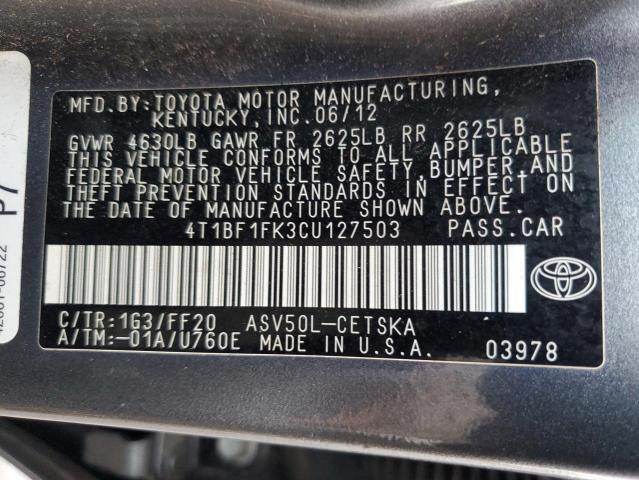 MFD.BY:TOYOTA MOTOR MANUFACTURING,
KENTUCKY,INC.06/12
GVWR 4630LB GAWR FR 2625LB RR 2625LB
THIS VEHICLE CONFORMS TO ALL APPLICABLE
FEDERAL MOTOR VEHICLE SAFETY,BUMPER,AND
THEFT PREVENTION STANDARDS IN EFFECT ON
THE DATE OF MANUFACTURE SHOWN ABOVE.
4T1BF1FK3CU127503 PASS.CAR
C/TR:1G3/FF20 ASV50L-CETSKA
A/TM:-01A/U760E MADE IN U.S.A. 03978
P7